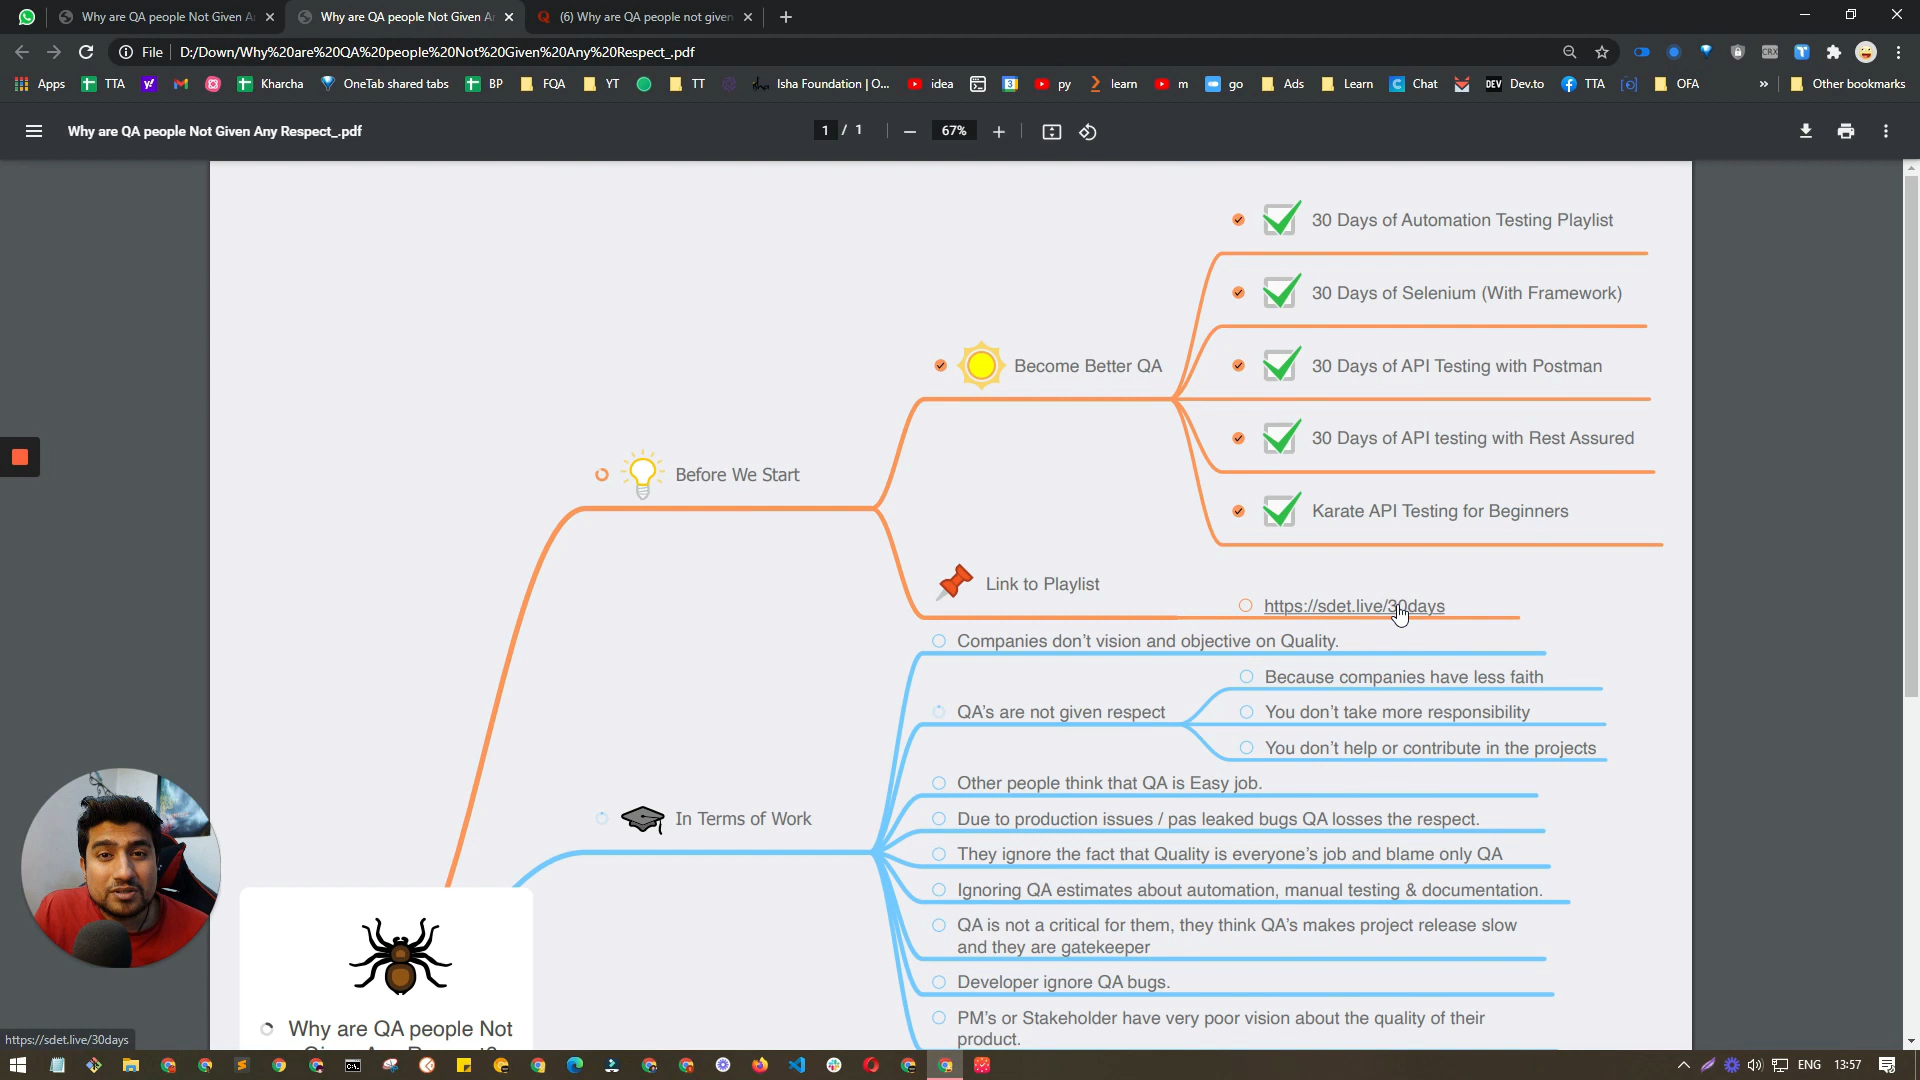 Why are QA people Not Given A
Why are QA people Not Given A
(6) Why are QA people not given
File
D:/Down/Why%20are%20QA%20people%20Not%20Given%20Any%20Respect_.pdf
CRX
Apps
TTA
Kharcha
OneTab shared tabs
BP
FQA
YT
TT
Isha Foundation | O...
idea
py
learn
m
go
Ads
Learn
Chat
DEV
Dev.to
TTA
OFA
»
Other bookmarks
Why are QA people Not Given Any Respect_.pdf
1 / 1
67%
30 Days of Automation Testing Playlist
30 Days of Selenium (With Framework)
Become Better QA
30 Days of API Testing with Postman
30 Days of API testing with Rest Assured
Before We Start
Karate API Testing for Beginners
Link to Playlist
https://sdet.live/30days
Companies don't vision and objective on Quality.
Because companies have less faith
QA's are not given respect
You don't take more responsibility
You don't help or contribute in the projects
Other people think that QA is Easy job.
In Terms of Work
Due to production issues / pas leaked bugs QA losses the respect.
They ignore the fact that Quality is everyone's job and blame only QA
Ignoring QA estimates about automation, manual testing & documentation.
QA is not a critical for them, they think QA's makes project release slow
and they are gatekeeper
Developer ignore QA bugs.
PM's or Stakeholder have very poor vision about the quality of their
product.
Why are QA people Not
https://sdet.live/30days
ENG
13:57